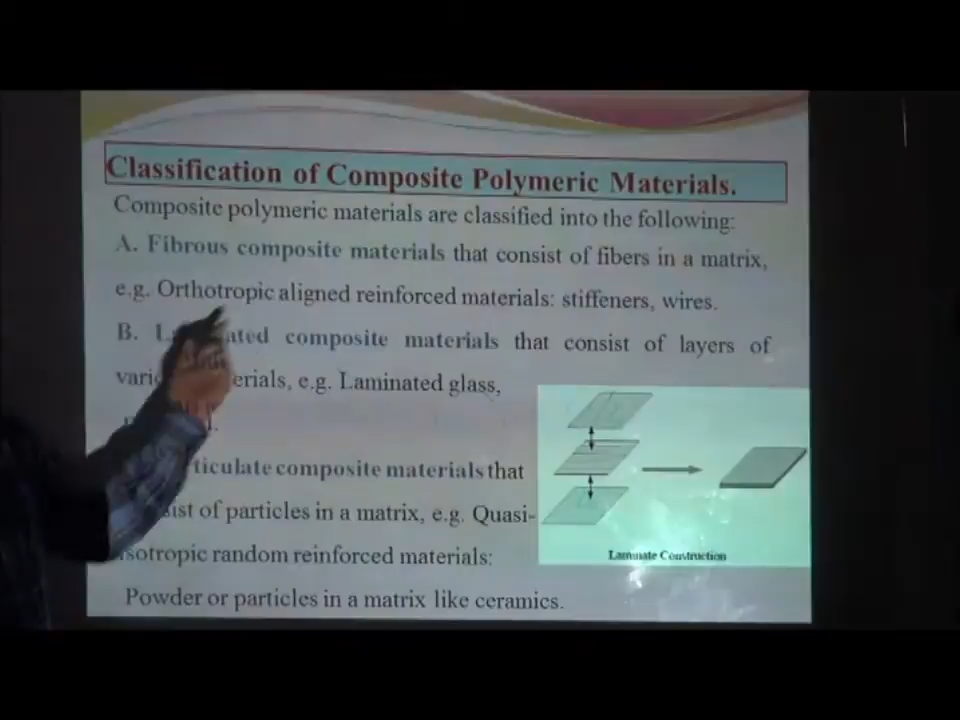 Classification of Composite Polymeric Materials.
Composite polymeric materials are classified into the following:
A. Fibrous composite materials that consist of fibers in a matrix,
e.g. Orthotropic aligned reinforced materials: stiffeners, wires.
B. composite materials that consist of layers of
e.g. Laminated glass,
composite materials that
of particles in a matrix, e.g. Quasi-
isotropic random reinforced materials:
Powder or particles in a matrix like ceramics.
Laminate Construction